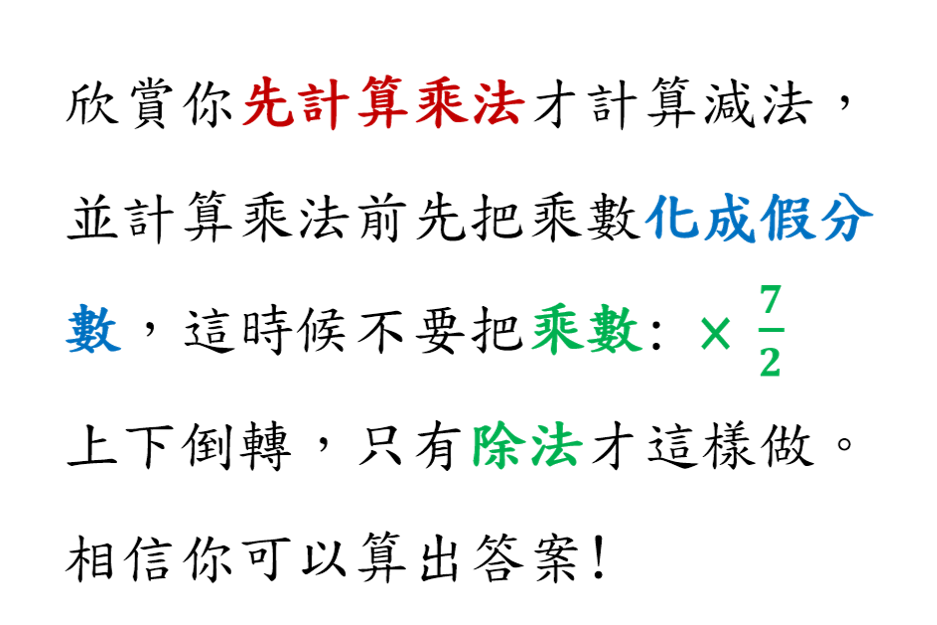 欣賞你先計算乘法才計算減法，
並計算乘法前先把乘數化成假分
數，這時候不要把乘數: × 7/2
上下倒轉，只有除法才這樣做。
相信你可以算出答案!